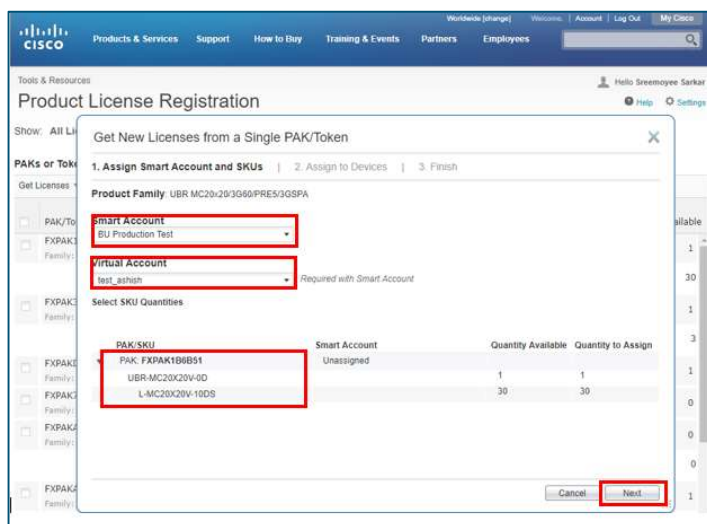 Worldwide [change] Welcome, | Account | Log Out My Cisco
CISCO Products & Services Support How to Buy Training & Events Partners Employees
Tools & Resources Hello Sreemoyee Sarkar
Product License Registration Help Settings
Show: All Li
Get New Licenses from a Single PAK/Token
PAKs or Toke
1. Assign Smart Account and SKUs | 2. Assign to Devices | 3. Finish
Get Licenses
Product Family: UBR MC20x20/3G60/PRE5/3GSPA
Smart Account
PAK/To ailable
BU Production Test
FXPAK1 1
Family:
Virtual Account
test_ashish Required with Smart Account
30
Select SKU Quantities
FXPAK3 1
Family:
PAK/SKU Smart Account Quantity Available Quantity to Assign
3
PAK: FXPAK1B6B51 Unassigned
FXPAKD 1
UBR-MC20X20V-0D 1 1
Family:
L-MC20X20V-10DS 30 30
FXPAK7 0
Family:
FXPAKA 0
Family:
0
FXPAKA 1
Cancel Next
Family: